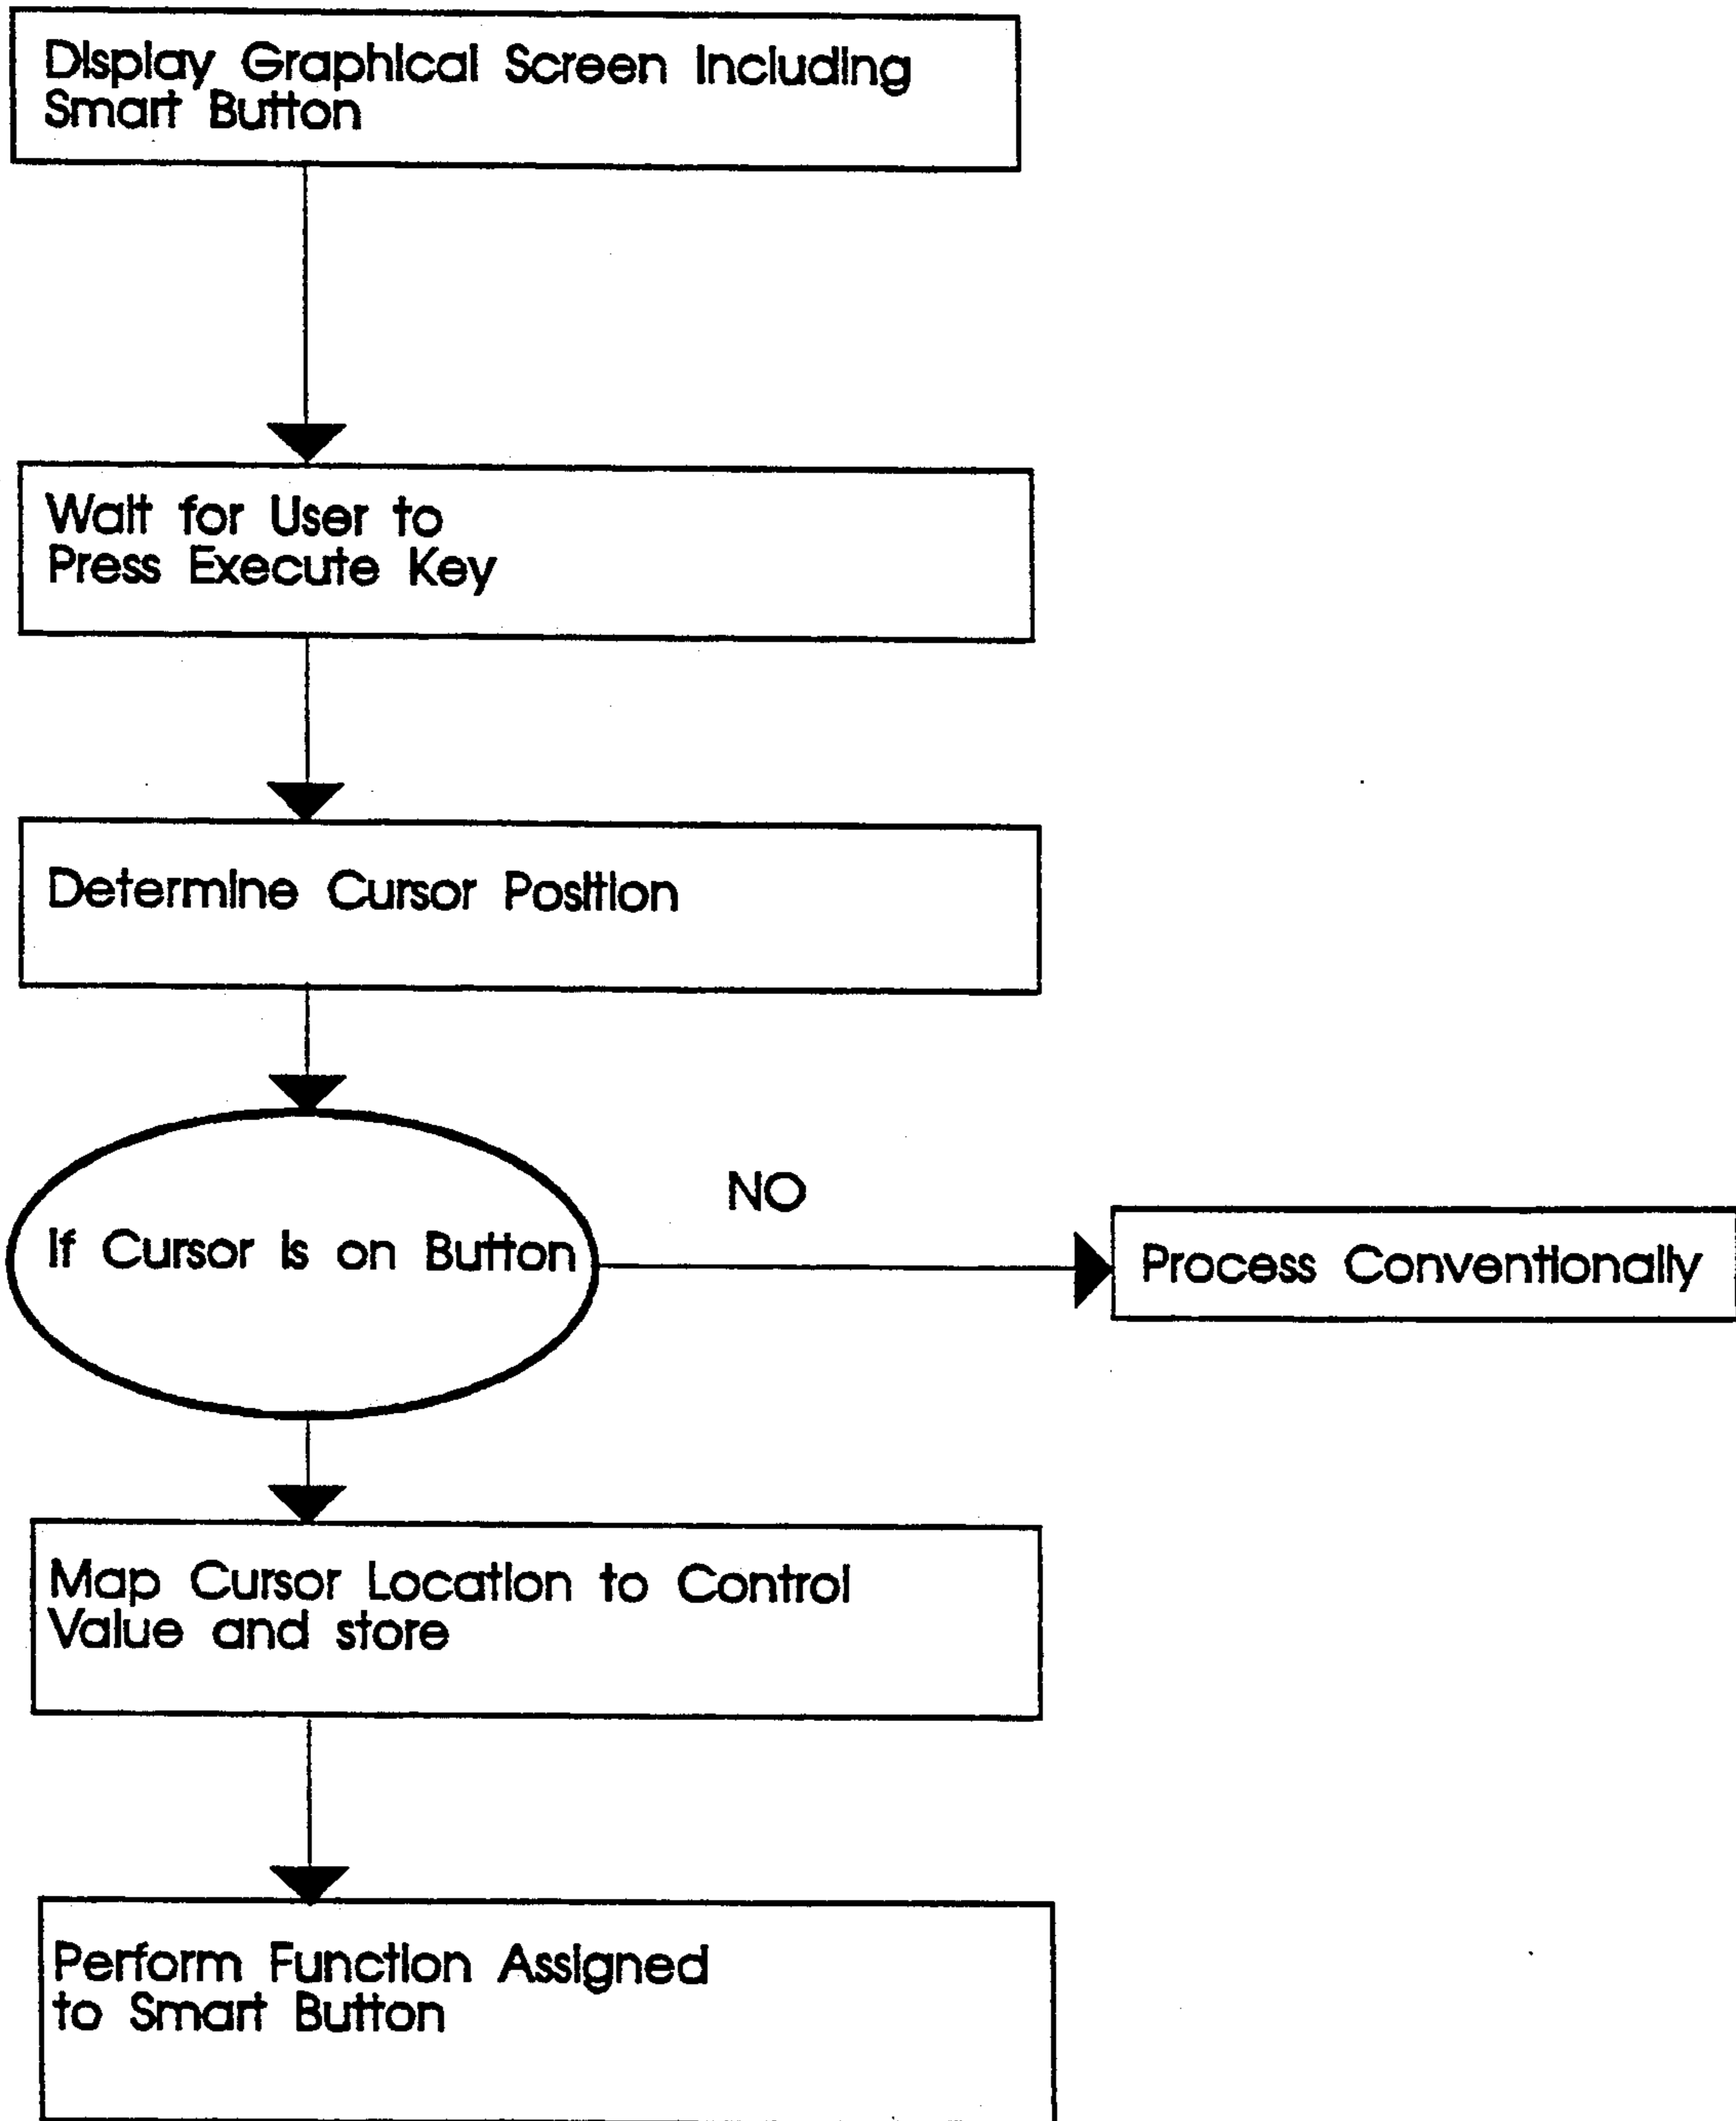 Display Graphical Screen Including
Smart Button
Wait for User to
Press Execute Key
Determine Cursor Position
If Cursor is on Button
NO
Process Conventionally
Map Cursor Location to Control
Value and store
Perform Function Assigned
to Smart Button